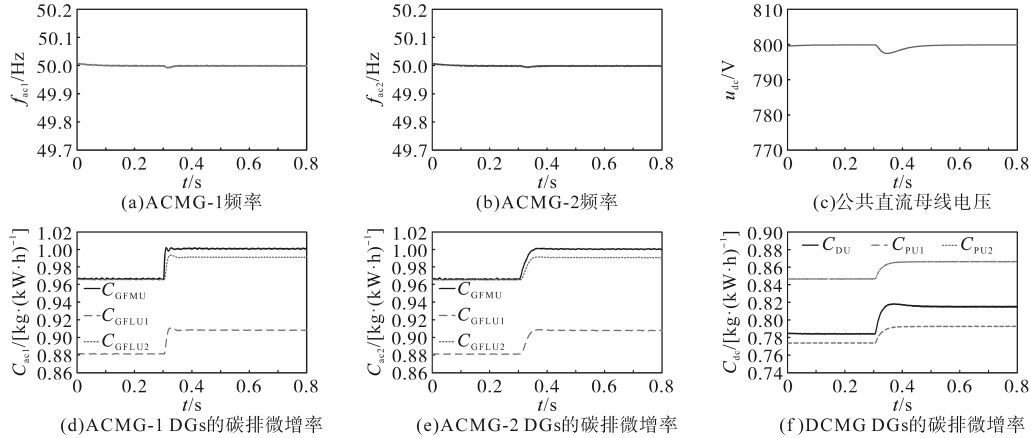 50.2
50.1
50.0
49.9
49.8
49.7
f_ac1/Hz
0 0.2 0.4 0.6 0.8
t/s
(a)ACMG-1频率
50.2
50.1
50.0
49.9
49.8
49.7
f_ac2/Hz
0 0.2 0.4 0.6 0.8
t/s
(b)ACMG-2频率
810
800
790
780
770
u_dc/V
0 0.2 0.4 0.6 0.8
t/s
(c)公共直流母线电压
1.02
1.00
0.98
0.96
0.94
0.92
0.90
0.88
0.86
C_ac1/[kg·(kW·h)⁻¹]
C_GFMU
C_GFLU1
C_GFLU2
0 0.2 0.4 0.6 0.8
t/s
(d)ACMG-1 DGs的碳排微增率
1.02
1.00
0.98
0.96
0.94
0.92
0.90
0.88
0.86
C_ac2/[kg·(kW·h)⁻¹]
C_GFMU
C_GFLU1
C_GFLU2
0 0.2 0.4 0.6 0.8
t/s
(e)ACMG-2 DGs的碳排微增率
0.90
0.88
0.86
0.84
0.82
0.80
0.78
0.76
0.74
C_dc/[kg·(kW·h)⁻¹]
C_DU C_PU1 C_PU2
0 0.2 0.4 0.6 0.8
t/s
(f)DCMG DGs的碳排微增率